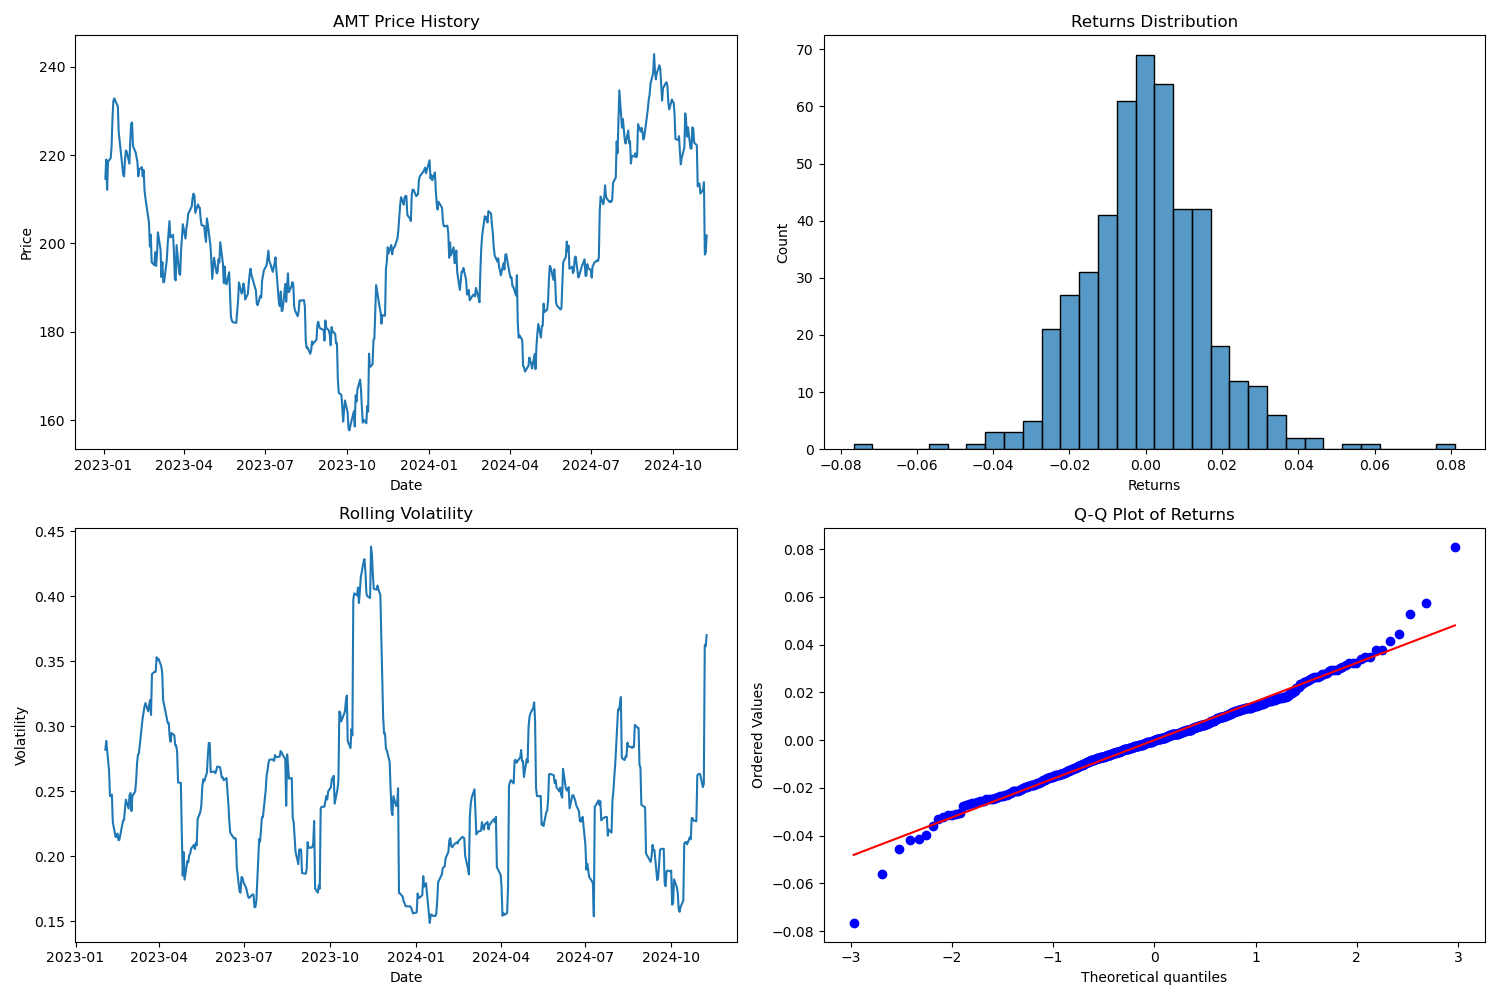 AMT Price History
Price
240
220
200
180
160
2023-01 2023-04 2023-07 2023-10 2024-01 2024-04 2024-07 2024-10
Date
Returns Distribution
Count
70
60
50
40
30
20
10
0
−0.08 −0.06 −0.04 −0.02 0.00 0.02 0.04 0.06 0.08
Returns
Rolling Volatility
Volatility
0.45
0.40
0.35
0.30
0.25
0.20
0.15
2023-01 2023-04 2023-07 2023-10 2024-01 2024-04 2024-07 2024-10
Date
Q-Q Plot of Returns
Ordered Values
0.08
0.06
0.04
0.02
0.00
−0.02
−0.04
−0.06
−0.08
−3 −2 −1 0 1 2 3
Theoretical quantiles